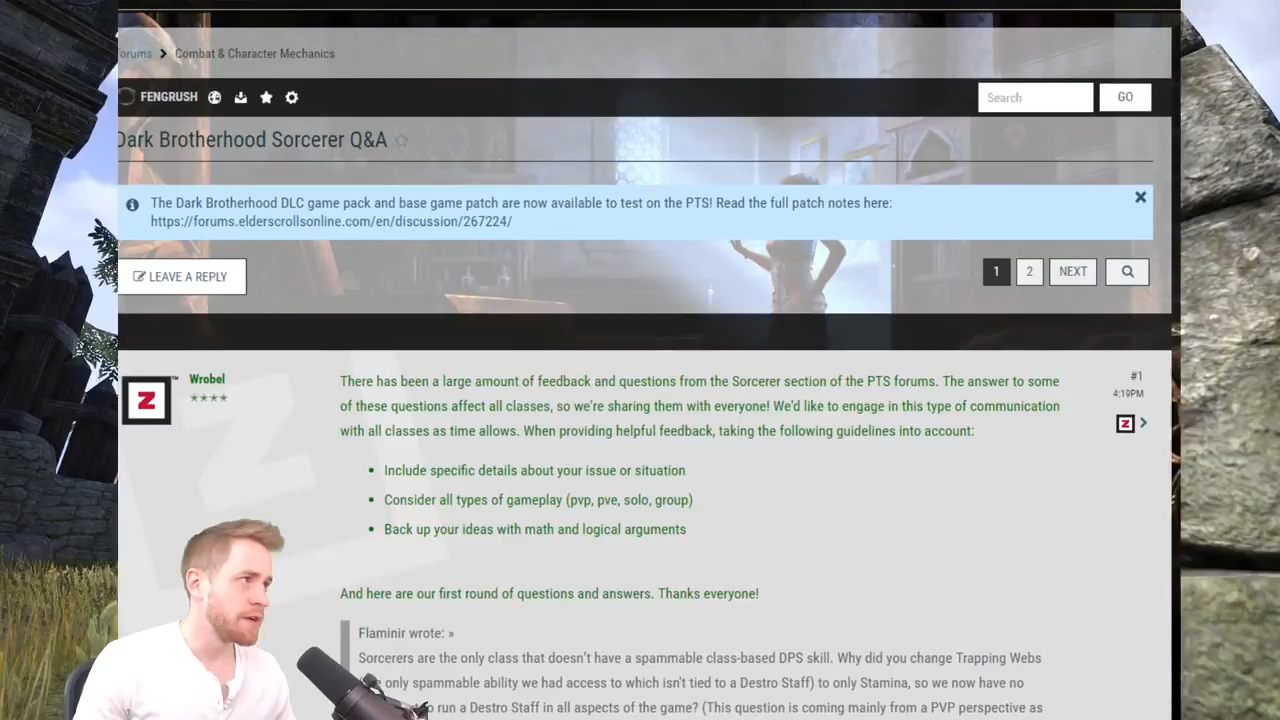 orums > Combat & Character Mechanics
FENGRUSH
Search
GO
Dark Brotherhood Sorcerer Q&A
The Dark Brotherhood DLC game pack and base game patch are now available to test on the PTS! Read the full patch notes here:
https://forums.elderscrollsonline.com/en/discussion/267224/
LEAVE A REPLY
1 2 NEXT
Z™
Wrobel
#1
4:19PM
Z
There has been a large amount of feedback and questions from the Sorcerer section of the PTS forums. The answer to some
of these questions affect all classes, so we're sharing them with everyone! We'd like to engage in this type of communication
with all classes as time allows. When providing helpful feedback, taking the following guidelines into account:
• Include specific details about your issue or situation
• Consider all types of gameplay (pvp, pve, solo, group)
• Back up your ideas with math and logical arguments
And here are our first round of questions and answers. Thanks everyone!
Flaminir wrote: »
Sorcerers are the only class that doesn't have a spammable class-based DPS skill. Why did you change Trapping Webs
only spammable ability we had access to which isn't tied to a Destro Staff) to only Stamina, so we now have no
run a Destro Staff in all aspects of the game? (This question is coming mainly from a PVP perspective as